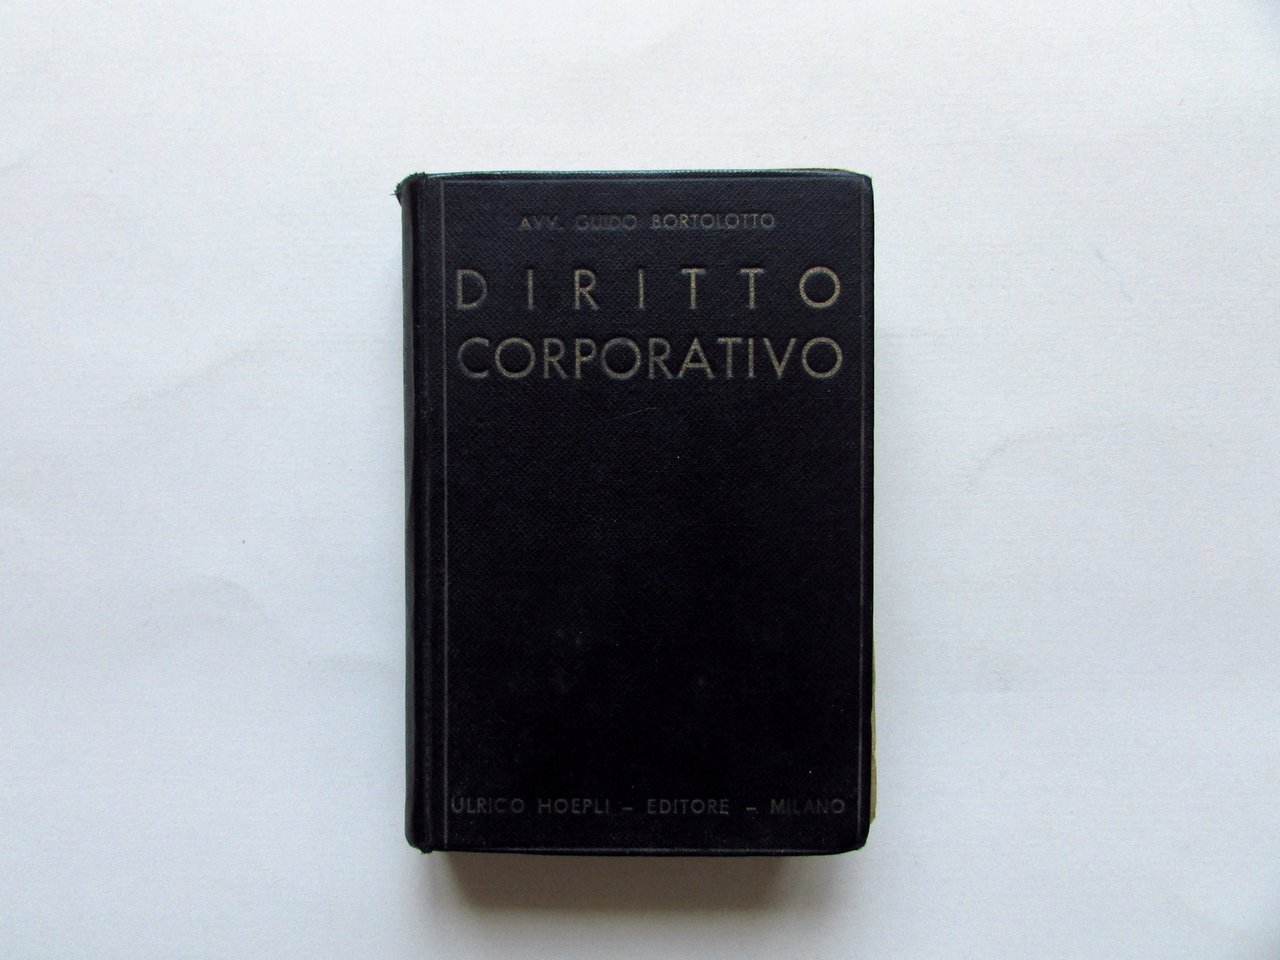 AVV. GUIDO BORTOLOTTO
DIRITTO
CORPORATIVO
ULRICO HOEPLI – EDITORE – MILANO